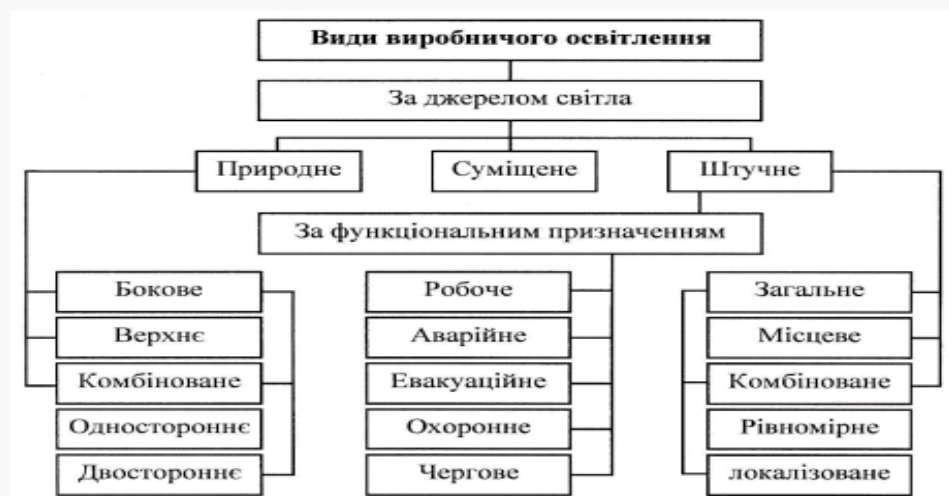 Види виробничого освітлення
За джерелом світла
Природне
Суміщене
Штучне
За функціональним призначенням
Бокове
Робоче
Загальне
Верхнє
Аварійне
Місцеве
Комбіноване
Евакуаційне
Комбіноване
Одностороннє
Охоронне
Рівномірне
Двостороннє
Чергове
локалізоване